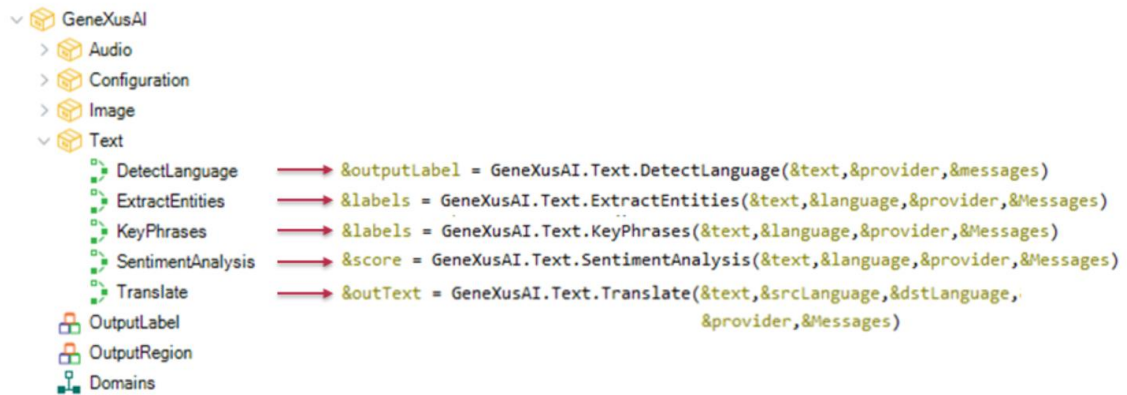 GeneXusAI
Audio
Configuration
Image
Text
DetectLanguage &outputLabel = GeneXusAI.Text.DetectLanguage(&text,&provider,&messages)
ExtractEntities &labels = GeneXusAI.Text.ExtractEntities(&text,&language,&provider,&Messages)
KeyPhrases &labels = GeneXusAI.Text.KeyPhrases(&text,&language,&provider,&Messages)
SentimentAnalysis &score = GeneXusAI.Text.SentimentAnalysis(&text,&language,&provider,&Messages)
Translate &outText = GeneXusAI.Text.Translate(&text,&srcLanguage,&dstLanguage,
&provider,&Messages)
OutputLabel
OutputRegion
Domains